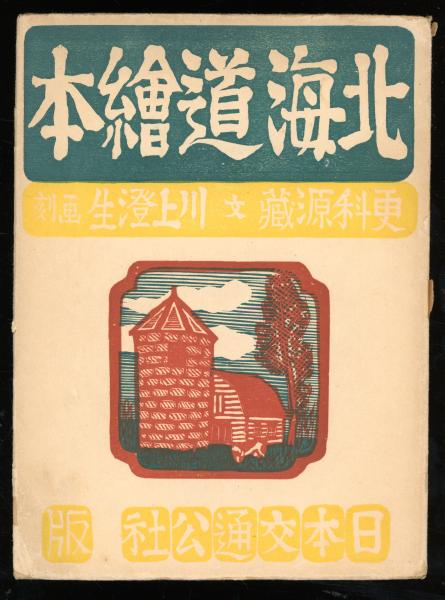 北海道繪本
更科源藏 文 川上澄生 画刻
日本交通公社 版